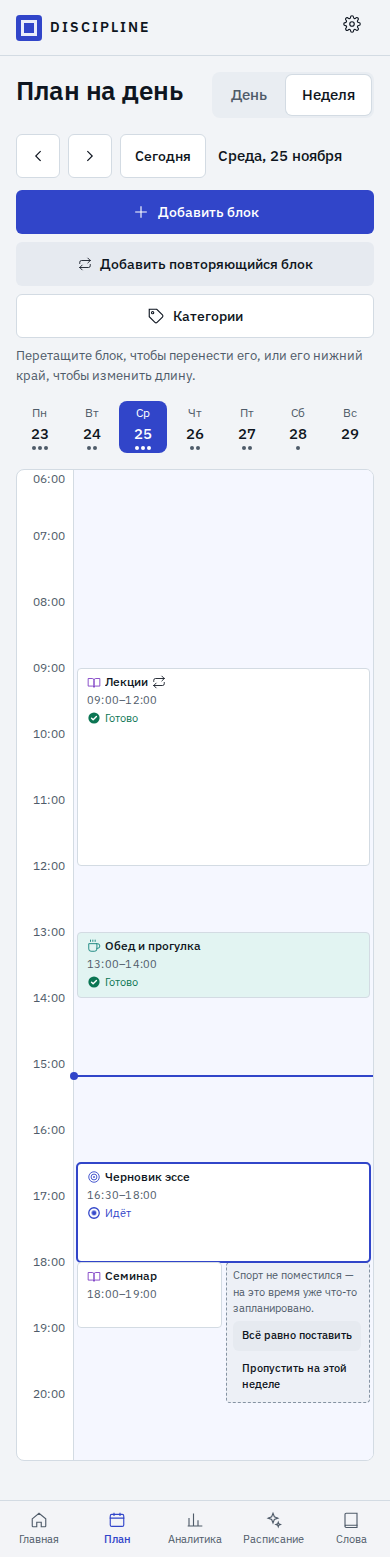 DISCIPLINE
План на день
День
Неделя
Сегодня
Среда, 25 ноября
Добавить блок
Добавить повторяющийся блок
Категории
Перетащите блок, чтобы перенести его, или его нижний
край, чтобы изменить длину.
Пн
Вт
Ср
Чт
Пт
Сб
Вс
23
24
25
26
27
28
29
06:00
07:00
08:00
09:00
Лекции
09:00–12:00
Готово
10:00
11:00
12:00
13:00
Обед и прогулка
13:00–14:00
Готово
14:00
15:00
16:00
Черновик эссе
16:30–18:00
Идёт
17:00
18:00
Семинар
18:00–19:00
Спорт не поместился —
на это время уже что-то
запланировано.
Всё равно поставить
Пропустить на этой
неделе
19:00
20:00
Главная
План
Аналитика
Расписание
Слова